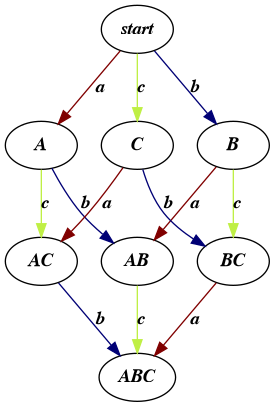 start
a c b
A C B
c b a b a c
AC AB BC
b c a
ABC